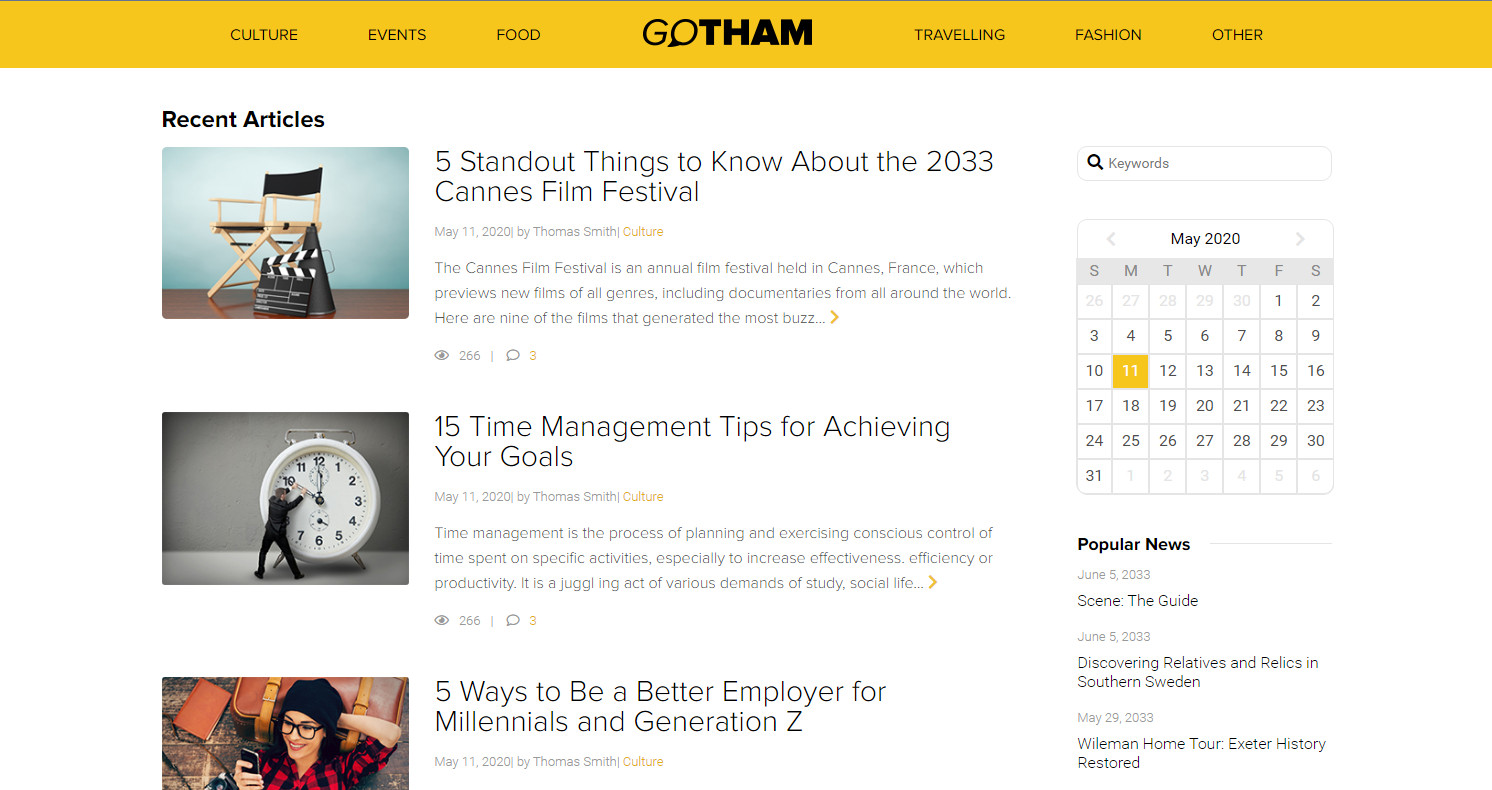 CULTURE EVENTS FOOD GOTHAM TRAVELLING FASHION OTHER
Recent Articles
5 Standout Things to Know About the 2033
Cannes Film Festival
May 11, 2020| by Thomas Smith| Culture
The Cannes Film Festival is an annual film festival held in Cannes, France, which
previews new films of all genres, including documentaries from all around the world.
Here are nine of the films that generated the most buzz...
266 | 3
11 12 1
10 2
3
4
7 6 5
15 Time Management Tips for Achieving
Your Goals
May 11, 2020| by Thomas Smith| Culture
Time management is the process of planning and exercising conscious control of
time spent on specific activities, especially to increase effectiveness. efficiency or
productivity. It is a juggl ing act of various demands of study, social life...
266 | 3
5 Ways to Be a Better Employer for
Millennials and Generation Z
May 11, 2020| by Thomas Smith| Culture
Keywords
May 2020
S M T W T F S
26 27 28 29 30 1 2
3 4 5 6 7 8 9
10 11 12 13 14 15 16
17 18 19 20 21 22 23
24 25 26 27 28 29 30
31 1 2 3 4 5 6
Popular News
June 5, 2033
Scene: The Guide
June 5, 2033
Discovering Relatives and Relics in
Southern Sweden
May 29, 2033
Wileman Home Tour: Exeter History
Restored